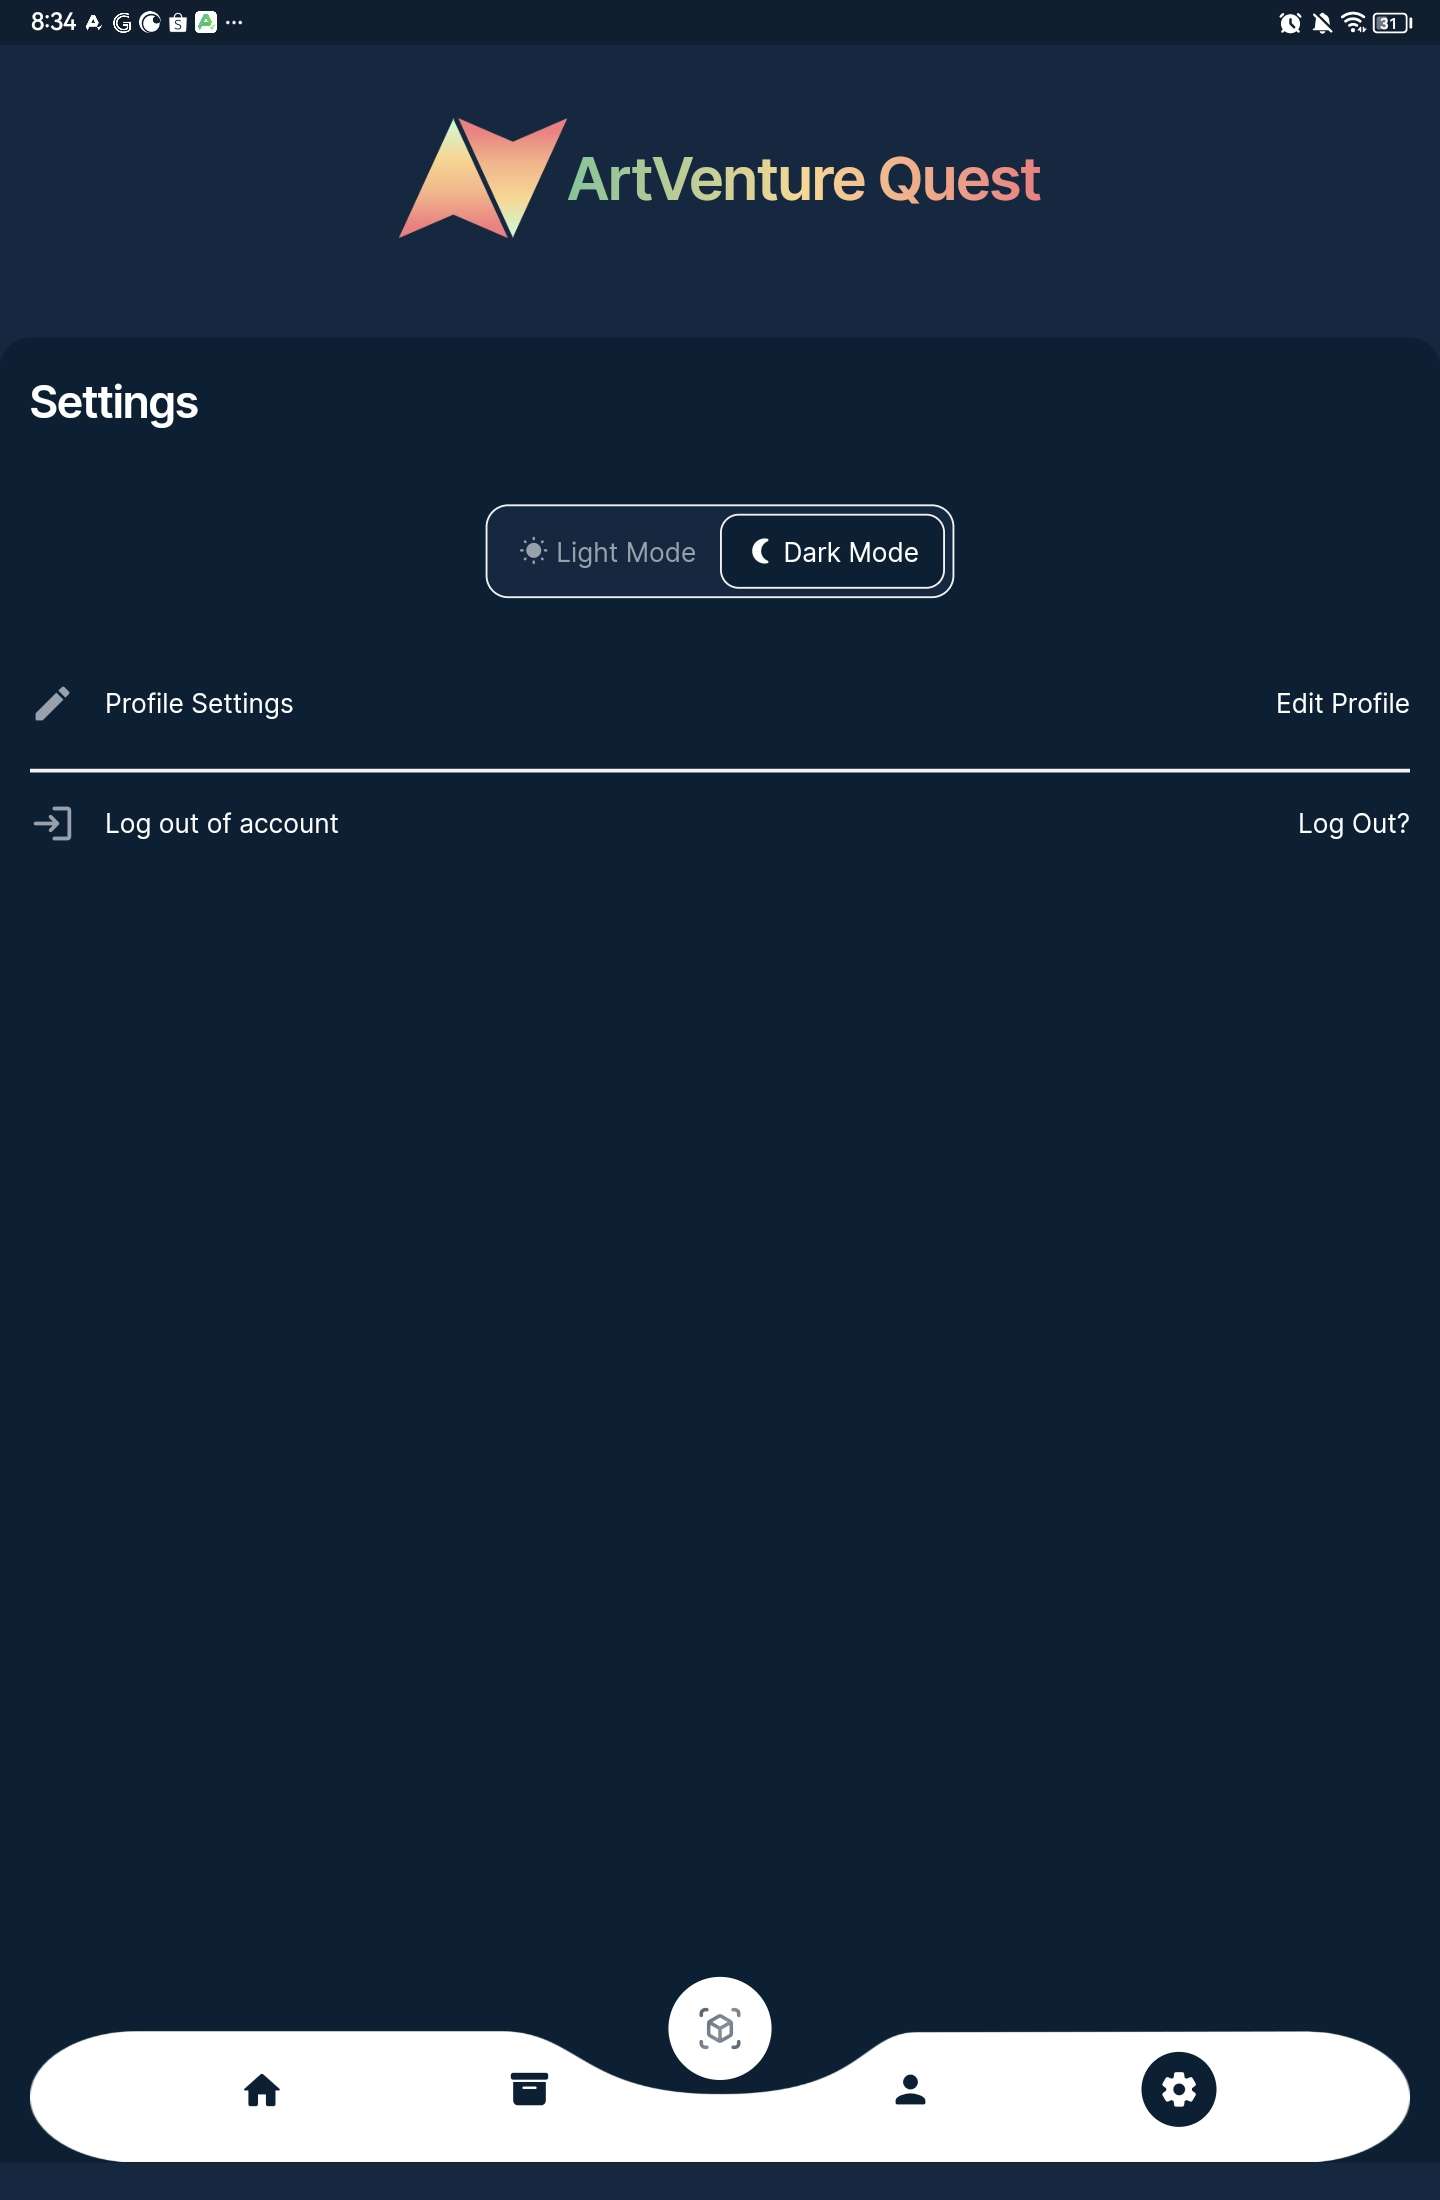 8:34
31
ArtVenture Quest
Settings
Light Mode
Dark Mode
Profile Settings
Edit Profile
Log out of account
Log Out?